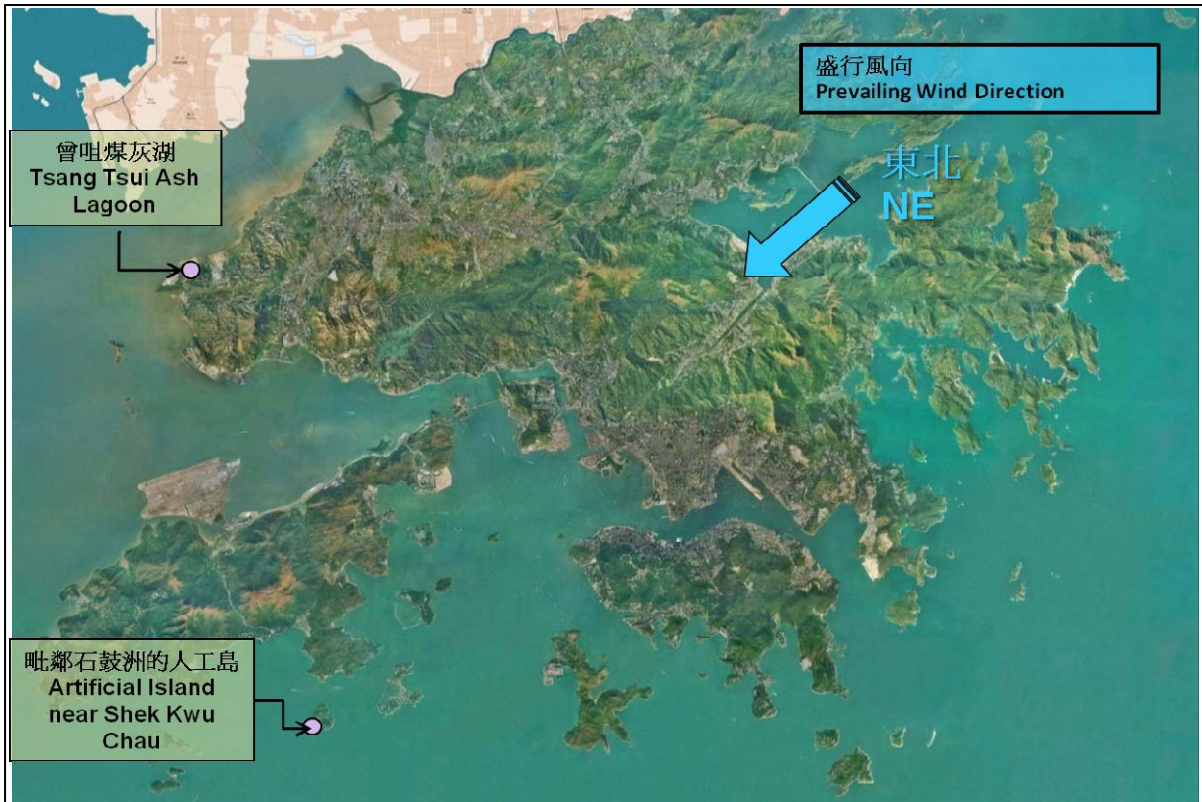 盛行風向
Prevailing Wind Direction
東北
NE
曾咀煤灰湖
Tsang Tsui Ash
Lagoon
毗鄰石鼓洲的人工島
Artificial Island
near Shek Kwu
Chau